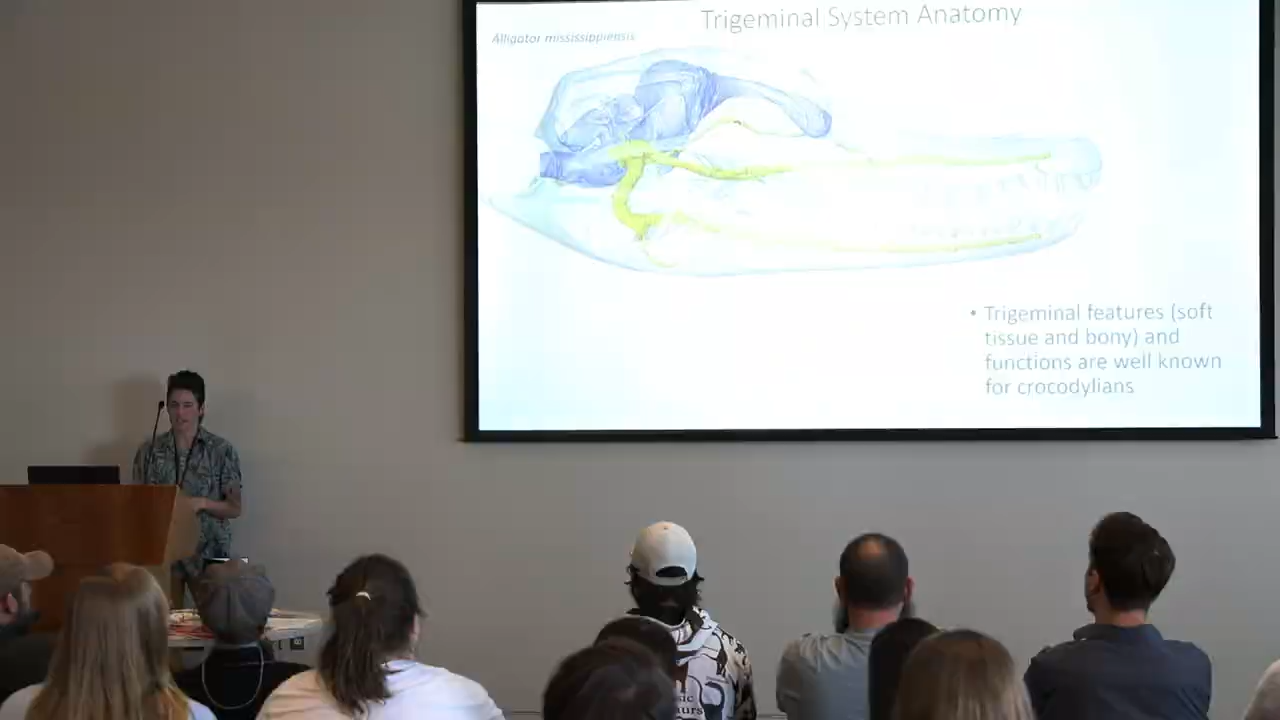 Trigeminal System Anatomy
Alligator mississippiensis
• Trigeminal features (soft
tissue and bony) and
functions are well known
for crocodylians